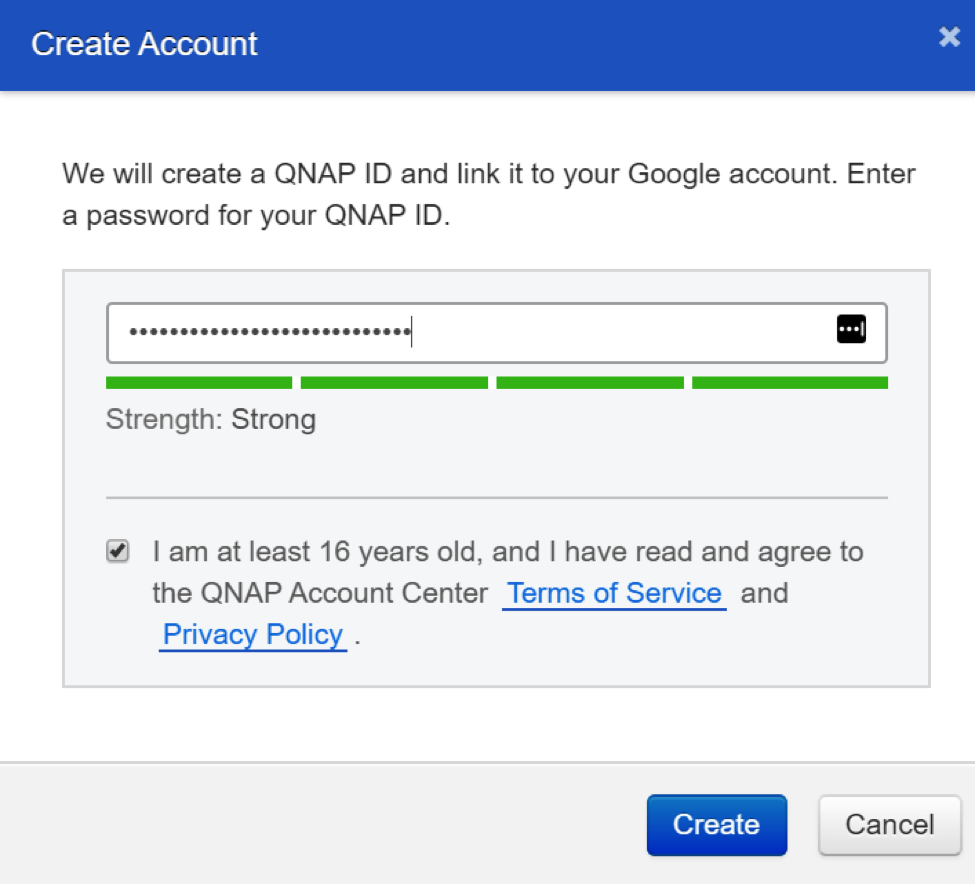 Create Account
We will create a QNAP ID and link it to your Google account. Enter
a password for your QNAP ID.
Strength: Strong
I am at least 16 years old, and I have read and agree to
the QNAP Account Center Terms of Service and
Privacy Policy .
Create Cancel